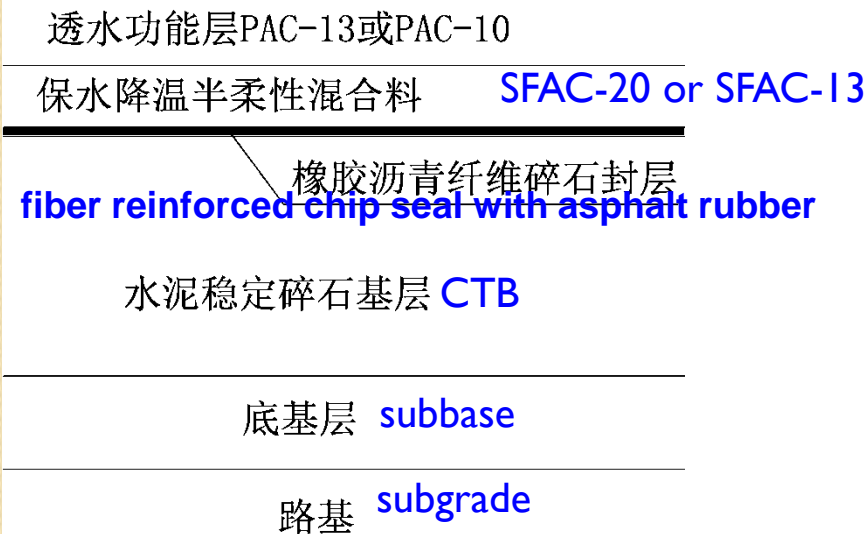 透水功能层PAC-13或PAC-10
保水降温半柔性混合料 SFAC-20 or SFAC-13
橡胶沥青纤维碎石封层
fiber reinforced chip seal with asphalt rubber
水泥稳定碎石基层 CTB
底基层 subbase
路基 subgrade